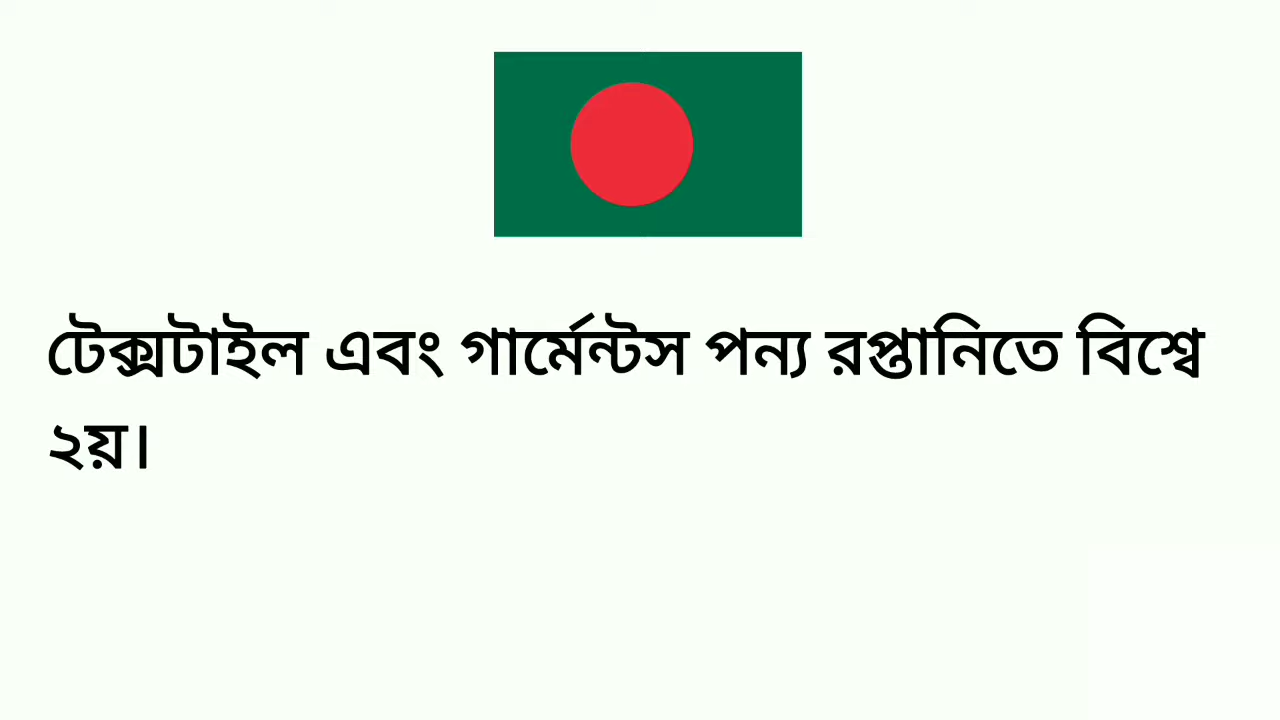 টেক্সটাইল এবং গার্মেন্টস পন্য রপ্তানিতে বিশ্বে
২য়।